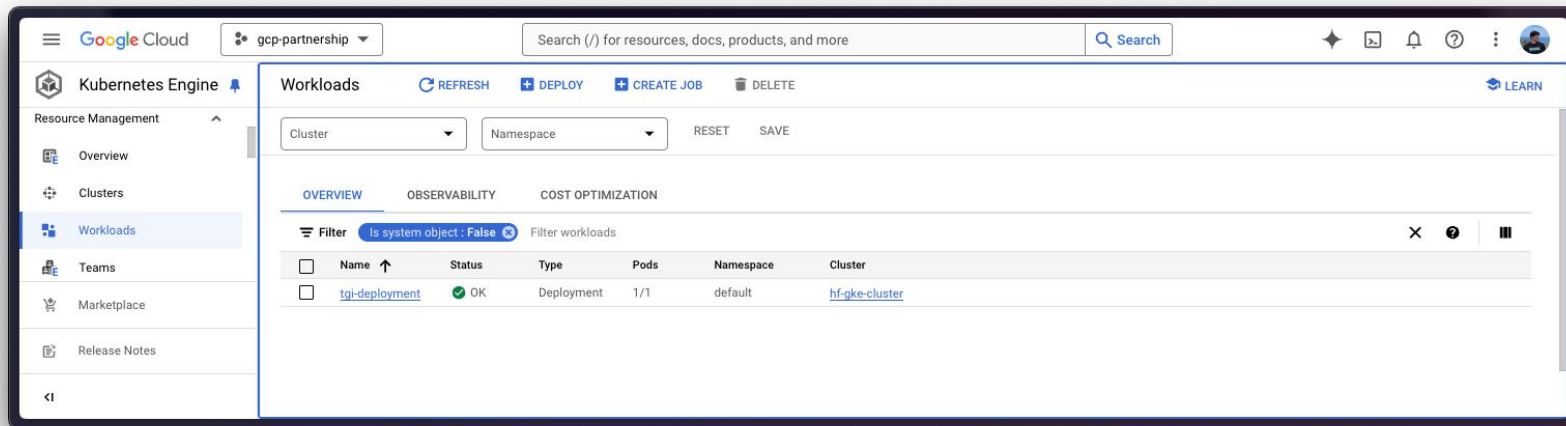 Google Cloud
gcp-partnership
Search (/) for resources, docs, products, and more
Search
Kubernetes Engine
Resource Management
Overview
Clusters
Workloads
Teams
Marketplace
Release Notes
Workloads
REFRESH
DEPLOY
CREATE JOB
DELETE
LEARN
Cluster
Namespace
RESET
SAVE
OVERVIEW
OBSERVABILITY
COST OPTIMIZATION
Filter
Is system object : False
Filter workloads
Name Status Type Pods Namespace Cluster
tgi-deployment OK Deployment 1/1 default hf-gke-cluster